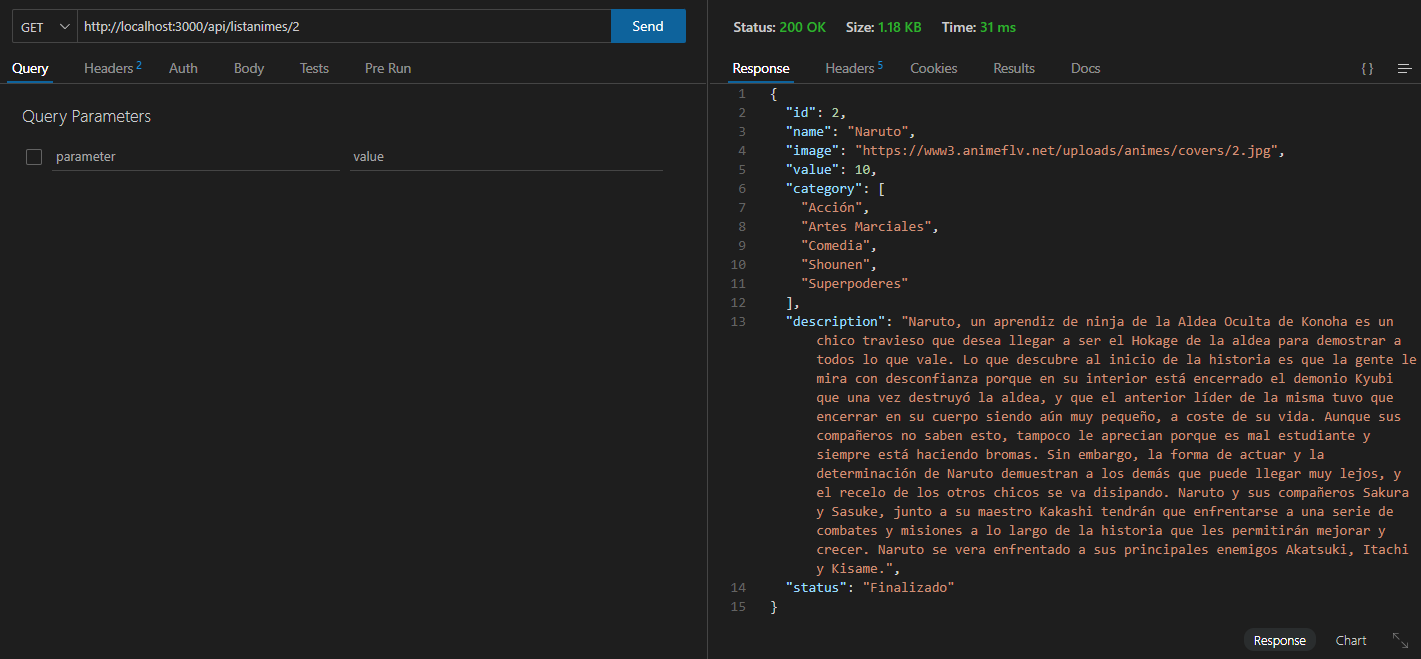 GET http://localhost:3000/api/listanimes/2 Send
Query Headers 2 Auth Body Tests Pre Run
Query Parameters
parameter value
Status: 200 OK Size: 1.18 KB Time: 31 ms
Response Headers 5 Cookies Results Docs {}
1 {
2 "id": 2,
3 "name": "Naruto",
4 "image": "https://www3.animeflv.net/uploads/animes/covers/2.jpg",
5 "value": 10,
6 "category": [
7 "Acción",
8 "Artes Marciales",
9 "Comedia",
10 "Shounen",
11 "Superpoderes"
12 ],
13 "description": "Naruto, un aprendiz de ninja de la Aldea Oculta de Konoha es un
chico travieso que desea llegar a ser el Hokage de la aldea para demostrar a
todos lo que vale. Lo que descubre al inicio de la historia es que la gente le
mira con desconfianza porque en su interior está encerrado el demonio Kyubi
que una vez destruyó la aldea, y que el anterior líder de la misma tuvo que
encerrar en su cuerpo siendo aún muy pequeño, a coste de su vida. Aunque sus
compañeros no saben esto, tampoco le aprecian porque es mal estudiante y
siempre está haciendo bromas. Sin embargo, la forma de actuar y la
determinación de Naruto demuestran a los demás que puede llegar muy lejos, y
el recelo de los otros chicos se va disipando. Naruto y sus compañeros Sakura
y Sasuke, junto a su maestro Kakashi tendrán que enfrentarse a una serie de
combates y misiones a lo largo de la historia que les permitirán mejorar y
crecer. Naruto se vera enfrentado a sus principales enemigos Akatsuki, Itachi
y Kisame.",
14 "status": "Finalizado"
15 }
Response Chart